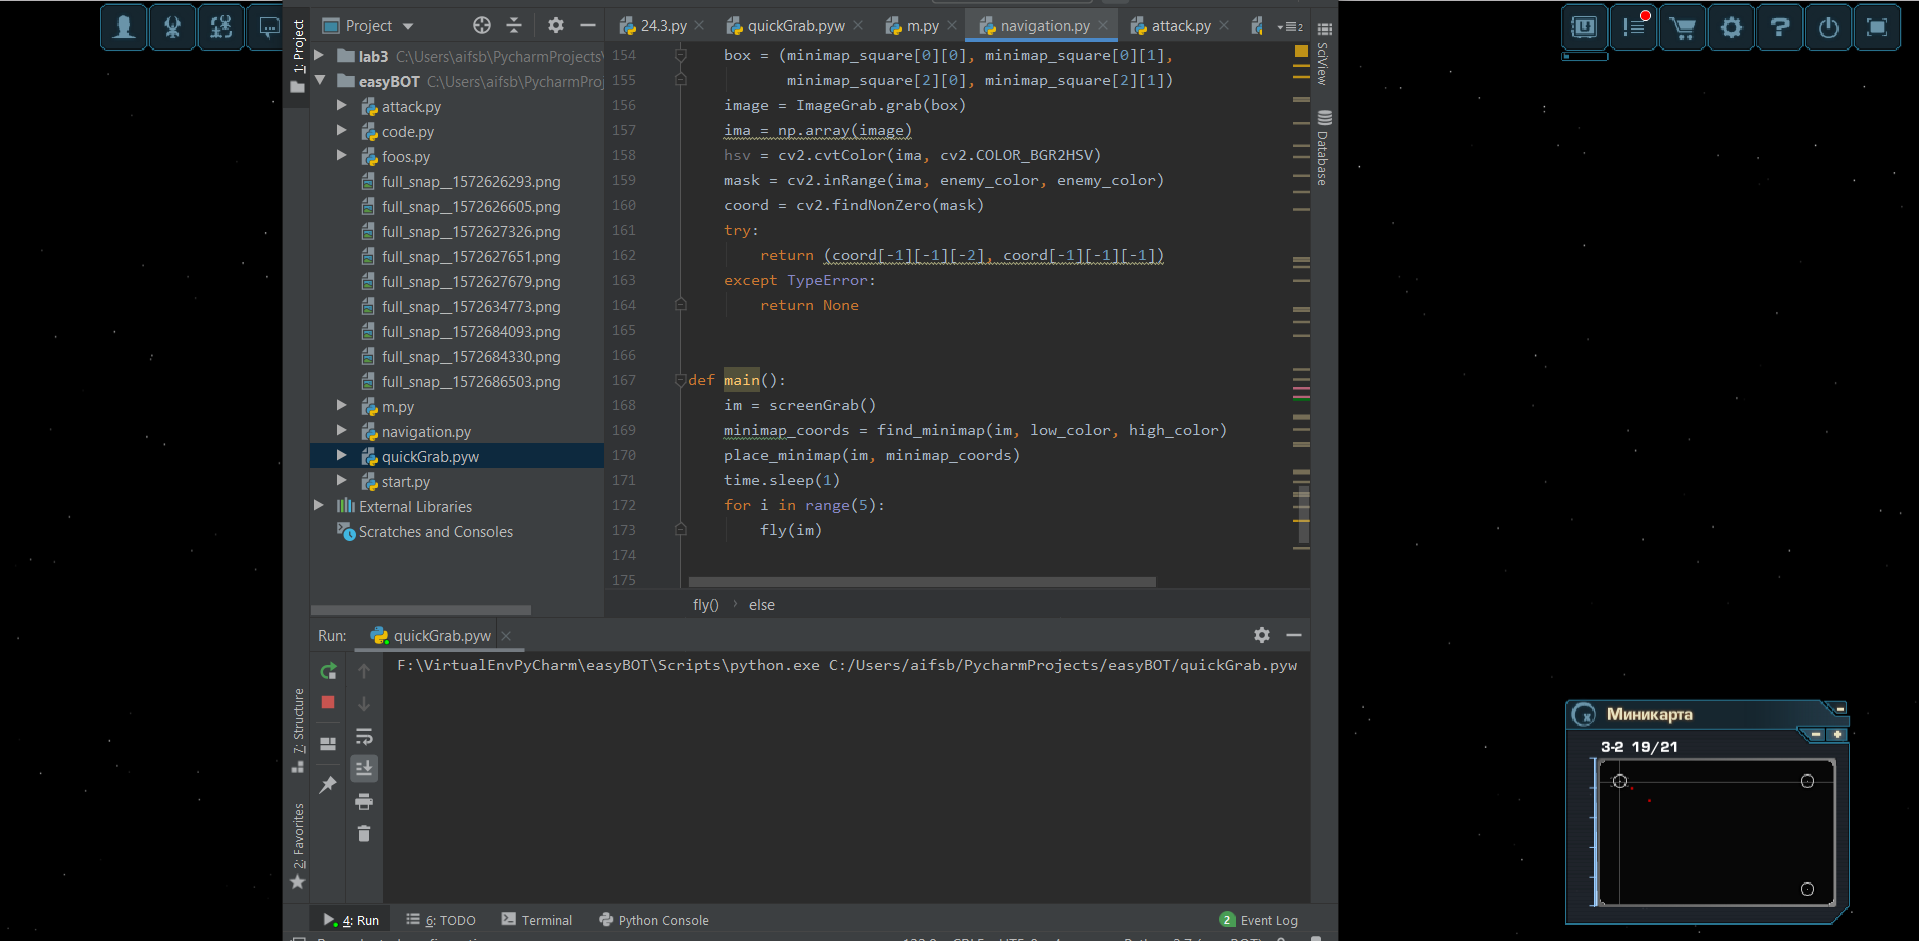 1: Project
Project
24.3.py
quickGrab.pyw
m.py
navigation.py
attack.py
2
SciView
Database
lab3 C:\Users\aifsb\PycharmProjects
easyBOT C:\Users\aifsb\PycharmProj
attack.py
code.py
foos.py
full_snap__1572626293.png
full_snap__1572626605.png
full_snap__1572627326.png
full_snap__1572627651.png
full_snap__1572627679.png
full_snap__1572634773.png
full_snap__1572684093.png
full_snap__1572684330.png
full_snap__1572686503.png
m.py
navigation.py
quickGrab.pyw
start.py
External Libraries
Scratches and Consoles
154 box = (minimap_square[0][0], minimap_square[0][1],
155 minimap_square[2][0], minimap_square[2][1])
156 image = ImageGrab.grab(box)
157 ima = np.array(image)
158 hsv = cv2.cvtColor(ima, cv2.COLOR_BGR2HSV)
159 mask = cv2.inRange(ima, enemy_color, enemy_color)
160 coord = cv2.findNonZero(mask)
161 try:
162 return (coord[-1][-1][-2], coord[-1][-1][-1])
163 except TypeError:
164 return None
165
166
167 def main():
168 im = screenGrab()
169 minimap_coords = find_minimap(im, low_color, high_color)
170 place_minimap(im, minimap_coords)
171 time.sleep(1)
172 for i in range(5):
173 fly(im)
174
175
fly() › else
Run: quickGrab.pyw
F:\VirtualEnvPyCharm\easyBOT\Scripts\python.exe C:/Users/aifsb/PycharmProjects/easyBOT/quickGrab.pyw
7: Structure
2: Favorites
4: Run
6: TODO
Terminal
Python Console
2 Event Log
Миникарта
3-2 19/21